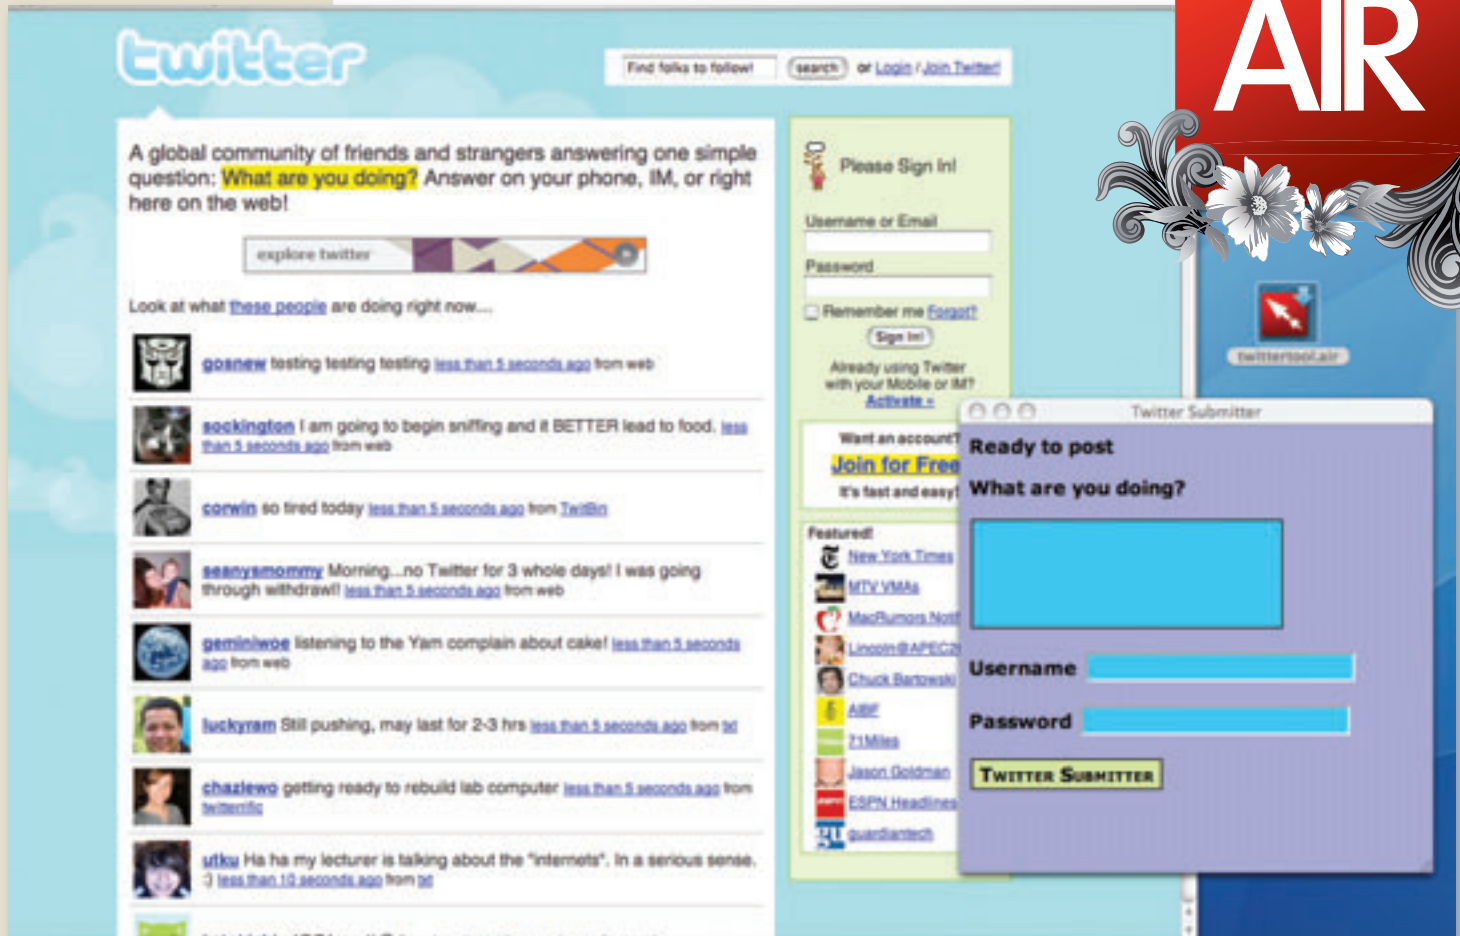 twitter
Find folks to follow!
search or Login / Join Twitter!
AIR
A global community of friends and strangers answering one simple
question: What are you doing? Answer on your phone, IM, or right
here on the web!
explore twitter
Look at what these people are doing right now....
gosnew testing testing testing less than 5 seconds ago from web
sockington I am going to begin sniffing and it BETTER lead to food. less
than 5 seconds ago from web
corwin so tired today less than 5 seconds ago from TwitBin
seanysmommy Morning...no Twitter for 3 whole days! I was going
through withdrawl! less than 5 seconds ago from web
geminiwoe listening to the Yam complain about cake! less than 5 seconds
ago from web
luckyram Still pushing, may last for 2-3 hrs less than 5 seconds ago from txt
chazlewo getting ready to rebuild lab computer less than 5 seconds ago from
twitterrific
utku Ha ha my lecturer is talking about the "internets". In a serious sense.
:) less than 10 seconds ago from txt
Please Sign In!
Username or Email
Password
Remember me Forgot?
Sign In!
Already using Twitter
with your Mobile or IM?
Activate »
Want an account?
Join for Free
It's fast and easy!
Featured!
New York Times
MTV VMAs
MacRumors
Lincoln@APEC
Chuck Bartowski
AIBF
71Miles
Jason Goldman
ESPN Headlines
guardiantech
twittertool.air
Twitter Submitter
Ready to post
What are you doing?
Username
Password
TWITTER SUBMITTER